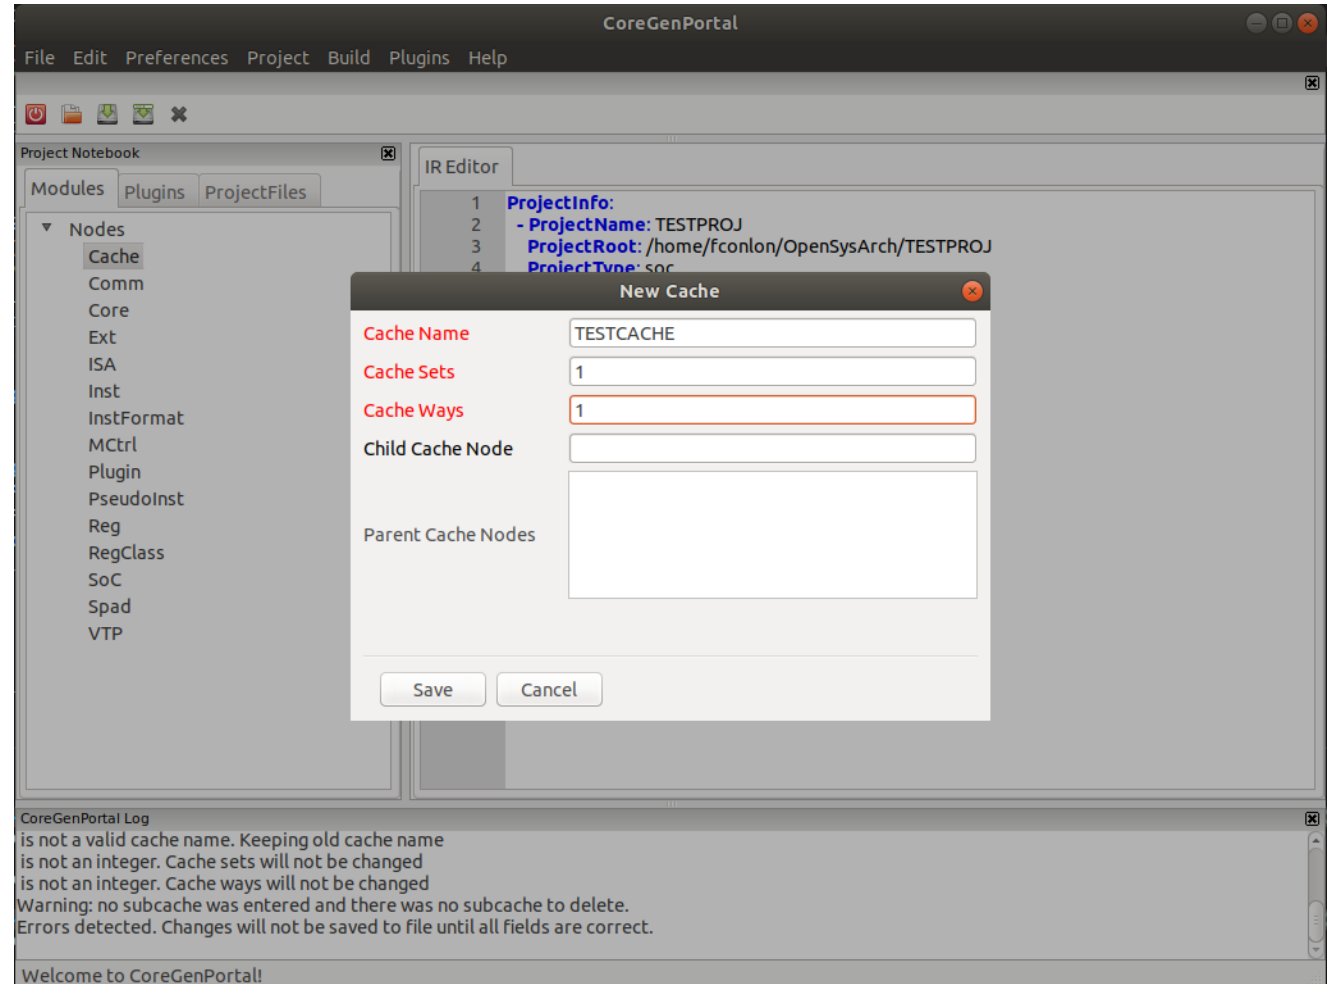 CoreGenPortal
File Edit Preferences Project Build Plugins Help
Project Notebook
Modules Plugins ProjectFiles
Nodes
Cache
Comm
Core
Ext
ISA
Inst
InstFormat
MCtrl
Plugin
PseudoInst
Reg
RegClass
SoC
Spad
VTP
IR Editor
1 ProjectInfo:
2 - ProjectName: TESTPROJ
3 ProjectRoot: /home/fconlon/OpenSysArch/TESTPROJ
4 ProjectType: soc
New Cache
Cache Name TESTCACHE
Cache Sets 1
Cache Ways 1
Child Cache Node
Parent Cache Nodes
Save Cancel
CoreGenPortal Log
is not a valid cache name. Keeping old cache name
is not an integer. Cache sets will not be changed
is not an integer. Cache ways will not be changed
Warning: no subcache was entered and there was no subcache to delete.
Errors detected. Changes will not be saved to file until all fields are correct.
Welcome to CoreGenPortal!